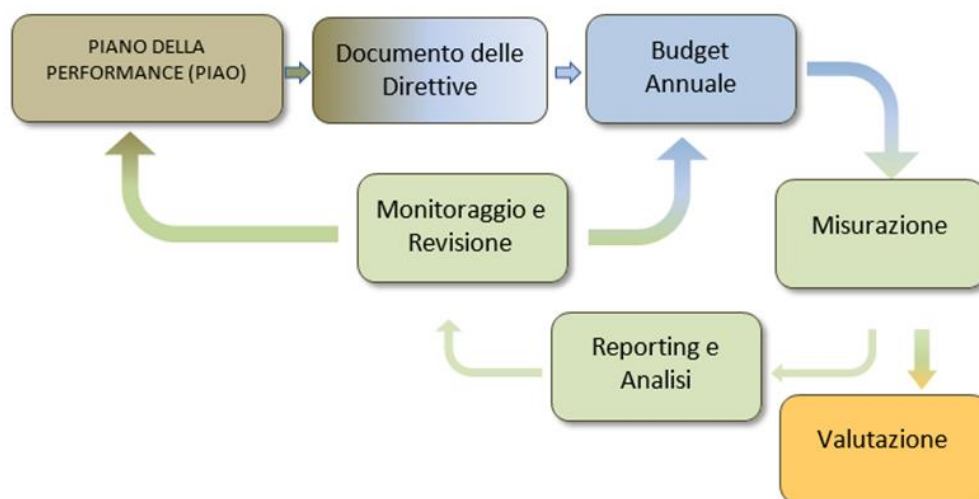 PIANO DELLA
PERFORMANCE (PIAO)
Documento delle
Direttive
Budget
Annuale
Monitoraggio e
Revisione
Misurazione
Reporting e
Analisi
Valutazione